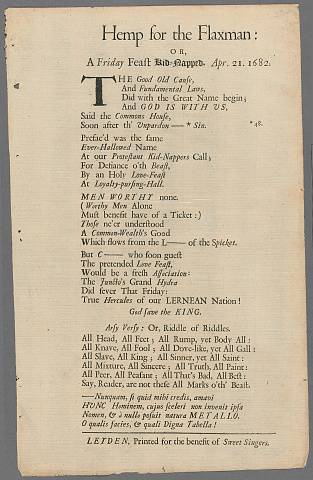 Hemp for the Flaxman:
OR,
A Friday Feast Kid-Napped. Apr. 21. 1682.
THE Good Old Cause,
And Fundamental Laws,
Did with the Great Name begin;
And GOD IS WITH US,
Said the Commons House,
Soon after th' Unpardon — * Sin. * 48.
Prefac'd was the same
Ever-Hallowed Name
At our Protestant Kid-Nappers Call;
For Defiance o'th Beast,
By an Holy Love-Feast
At Loyalty-pursing-Hall.
MEN WORTHY none.
(Worthy Men Alone
Must benefit have of a Ticket:)
Those ne'er understood
A Common-Wealth's Good
Which flows from the L— of the Spicket.
But C— who soon guest
The pretended Love Feast,
Would be a fresh Association:
The Juncto's Grand Hydra
Did fever That Friday:
True Hercules of our LERNEAN Nation!
God save the KING.
Arsy Versy: Or, Riddle of Riddles.
All Head, All Feet; All Rump, yet Body All:
All Knave, All Fool; All Dove-like, yet All Gall:
All Slave, All King; All Sinner, yet All Saint:
All Mixture, All Sincere; All Truth, All Paint:
All Peer, All Peasant; All That's Bad, All Best:
Say, Reader, are not these All Marks o'th' Beast.
—Nunquam, si quid mihi credis, amavi
HUNC Hominem, cujus sceleri non invenit ipsa
Nomen, & à nullo posuit natura METALLO.
O qualis facies, & quali Digna Tabella!
LEYDEN, Printed for the benefit of Sweet Singers.